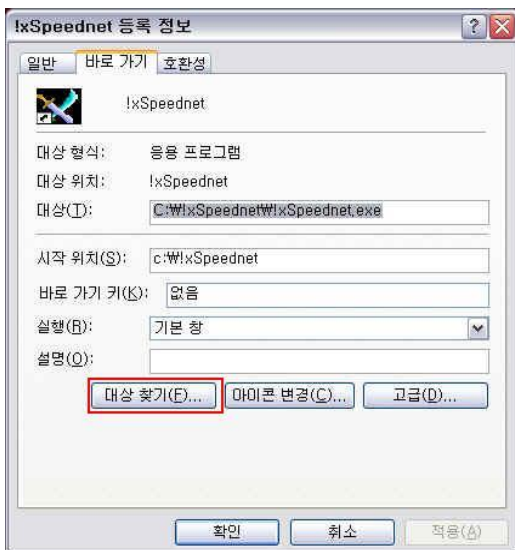 !xSpeednet 등록 정보
일반 바로 가기 호환성
!xSpeednet
대상 형식: 응용 프로그램
대상 위치: !xSpeednet
대상(T): C:₩!xSpeednet₩!xSpeednet.exe
시작 위치(S): c:₩!xSpeednet
바로 가기 키(K): 없음
실행(R): 기본 창
설명(O):
대상 찾기(F)... 아이콘 변경(C)... 고급(D)...
확인 취소 적용(A)